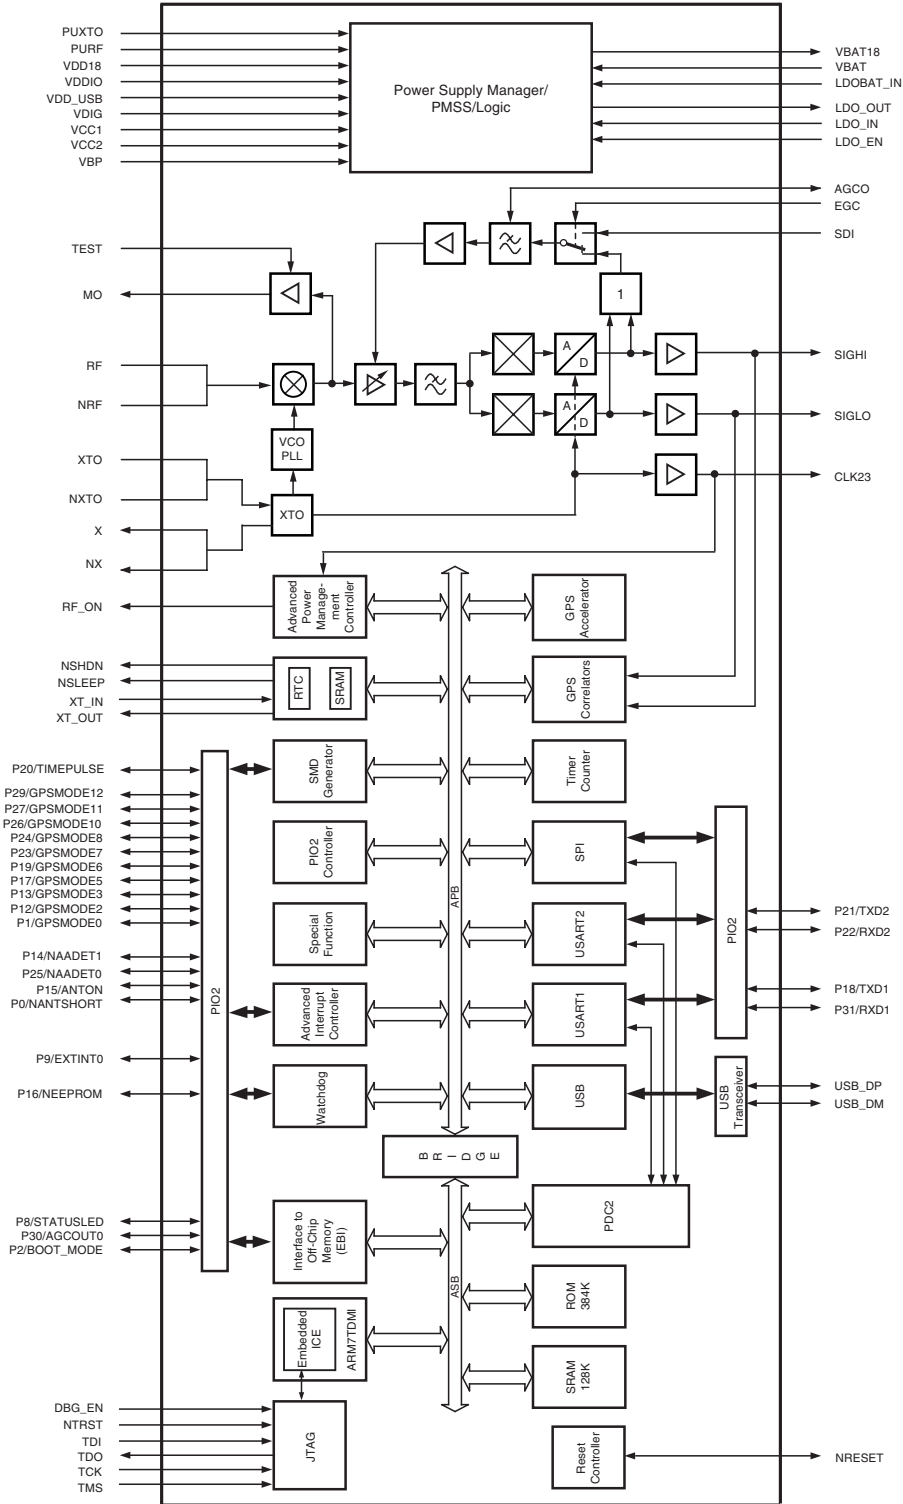 PUXTO
PURF
VDD18
VDDIO
VDD_USB
VDIG
VCC1
VCC2
VBP
Power Supply Manager/
PMSS/Logic
VBAT18
VBAT
LDOBAT_IN
LDO_OUT
LDO_IN
LDO_EN
AGCO
EGC
SDI
TEST
MO
1
A
D
A
D
RF
NRF
SIGHI
SIGLO
VCO
PLL
XTO
NXTO
XTO
CLK23
X
NX
RF_ON
Advanced
Power
Manage-
ment
Controller
GPS
Accelerator
NSHDN
NSLEEP
XT_IN
XT_OUT
RTC
SRAM
GPS
Correlators
P20/TIMEPULSE
P29/GPSMODE12
P27/GPSMODE11
P26/GPSMODE10
P24/GPSMODE8
P23/GPSMODE7
P19/GPSMODE6
P17/GPSMODE5
P13/GPSMODE3
P12/GPSMODE2
P1/GPSMODE0
P14/NAADET1
P25/NAADET0
P15/ANTON
P0/NANTSHORT
P9/EXTINT0
P16/NEEPROM
P8/STATUSLED
P30/AGCOUT0
P2/BOOT_MODE
PIO2
SMD
Generator
PIO2
Controller
Special
Function
Advanced
Interrupt
Controller
Watchdog
APB
Timer
Counter
SPI
USART2
USART1
USB
PIO2
P21/TXD2
P22/RXD2
P18/TXD1
P31/RXD1
USB
Transceiver
USB_DP
USB_DM
BRIDGE
Interface to
Off-Chip
Memory
(EBI)
ASB
PDC2
ROM
384K
SRAM
128K
Embedded
ICE
ARM7TDMI
DBG_EN
NTRST
TDI
TDO
TCK
TMS
JTAG
Reset
Controller
NRESET